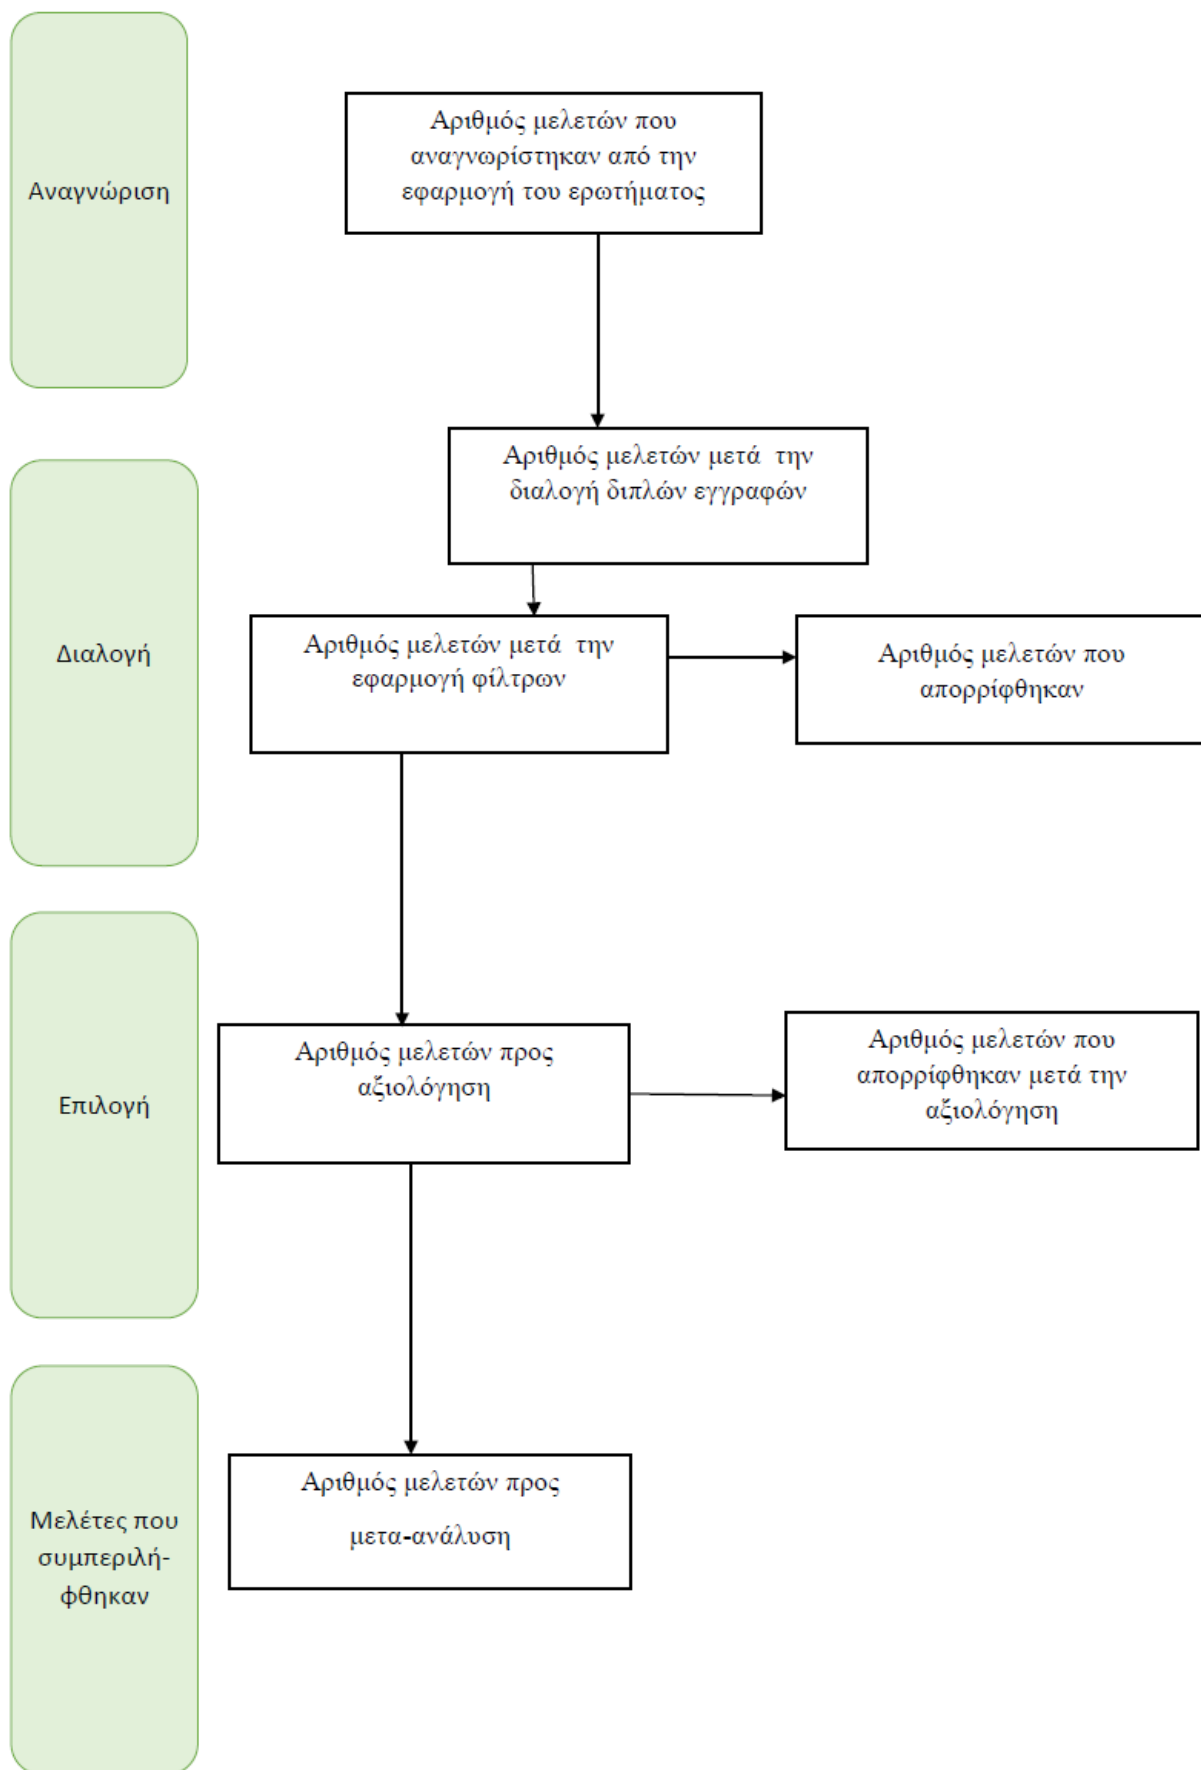 Αναγνώριση
Αριθμός μελετών που
αναγνωρίστηκαν από την
εφαρμογή του ερωτήματος
Αριθμός μελετών μετά  την
διαλογή διπλών εγγραφών
Διαλογή
Αριθμός μελετών μετά  την
εφαρμογή φίλτρων
Αριθμός μελετών που
απορρίφθηκαν
Επιλογή
Αριθμός μελετών προς
αξιολόγηση
Αριθμός μελετών που
απορρίφθηκαν μετά την
αξιολόγηση
Μελέτες που
συμπεριλή-
φθηκαν
Αριθμός μελετών προς
μετα-ανάλυση